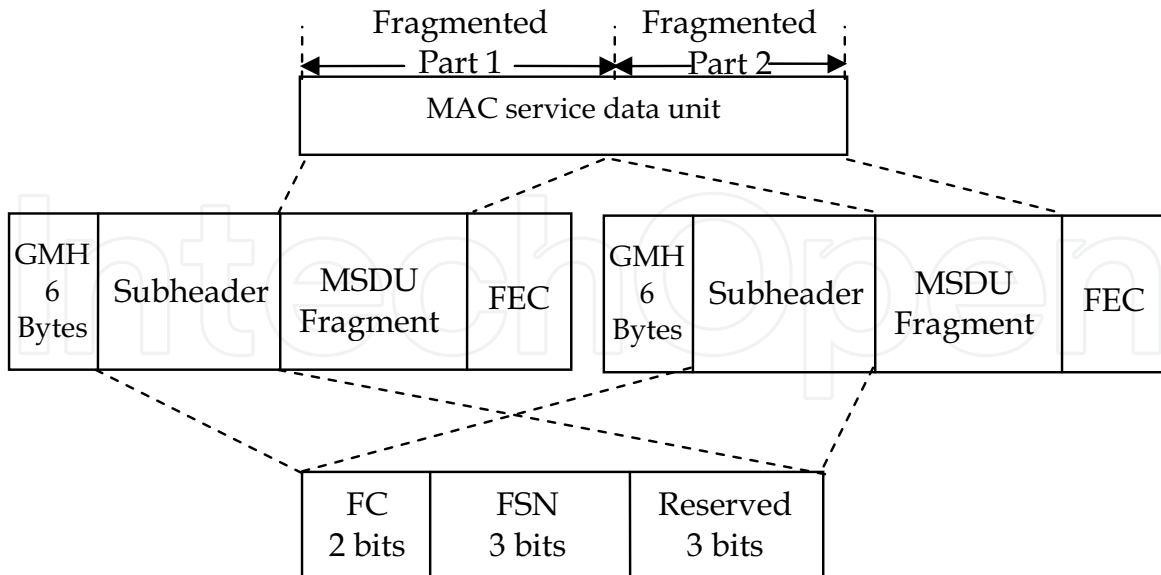 Fragmented
Part 1
Fragmented
Part 2
MAC service data unit
GMH
6
Bytes
Subheader
MSDU
Fragment
FEC
GMH
6
Bytes
Subheader
MSDU
Fragment
FEC
IntechOpen
FC
2 bits
FSN
3 bits
Reserved
3 bits